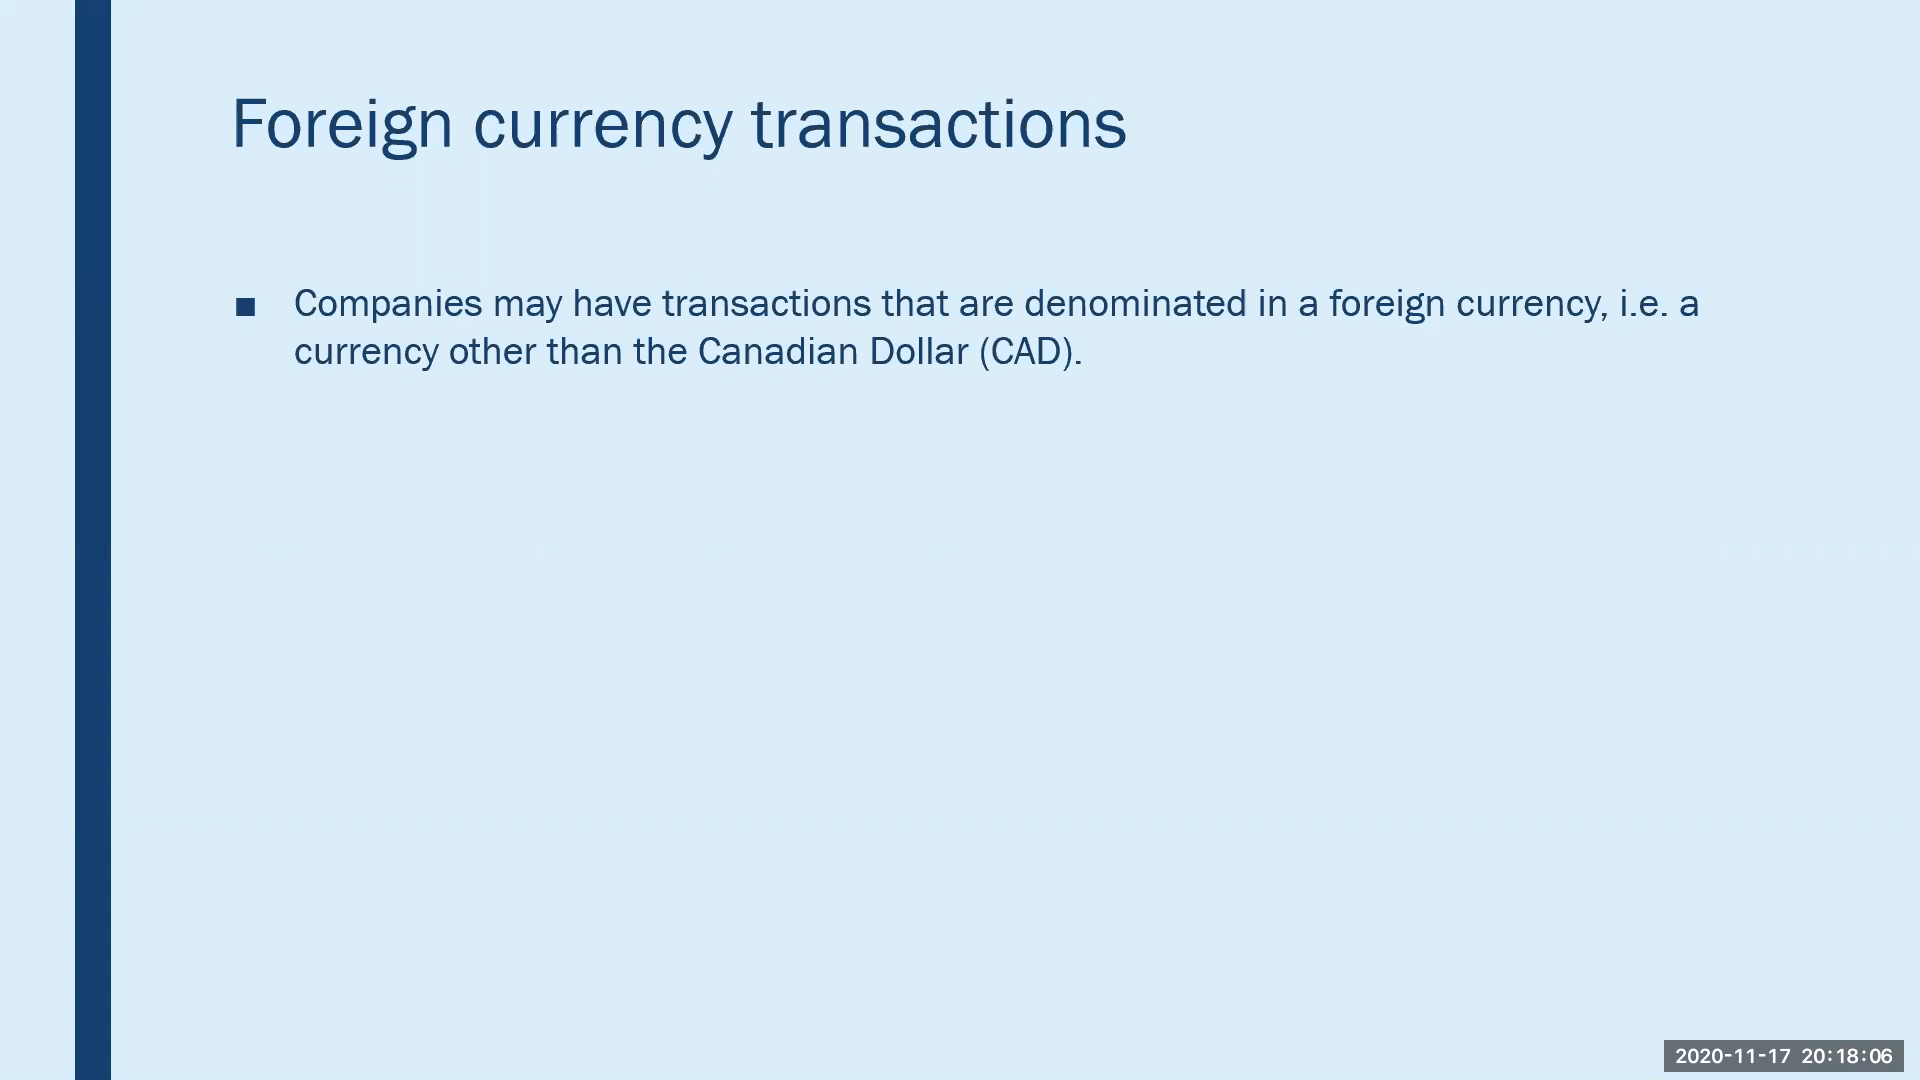 Foreign currency transactions
■ Companies may have transactions that are denominated in a foreign currency, i.e. a
currency other than the Canadian Dollar (CAD).
2020-11-17 20:18:06